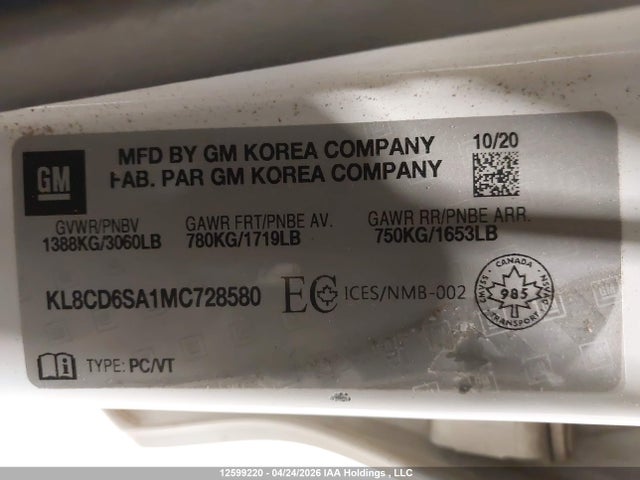 GM
MFD BY GM KOREA COMPANY
FAB. PAR GM KOREA COMPANY
10/20
GVWR/PNBV
1388KG/3060LB
GAWR FRT/PNBE AV.
780KG/1719LB
GAWR RR/PNBE ARR.
750KG/1653LB
KL8CD6SA1MC728580
EC ICES/NMB-002
CANADA
985
TRANSPORT
TYPE: PC/VT
12599220 - 04/24/2026 IAA Holdings , LLC